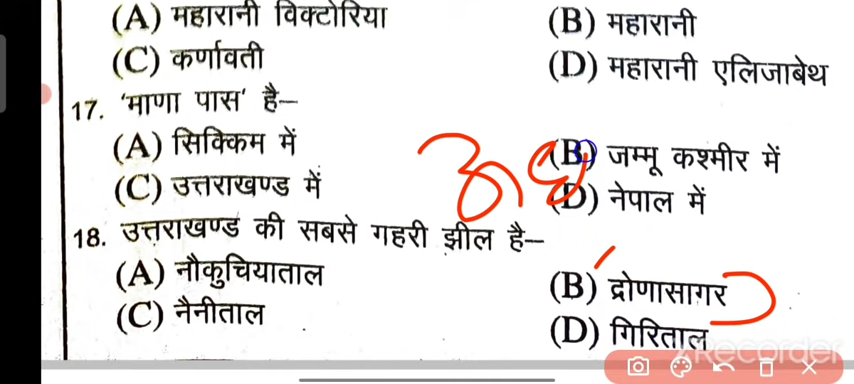 (A) महारानी विक्टोरिया (B) महारानी
(C) कर्णावती (D) महारानी एलिजाबेथ
17. 'माणा पास' है—
(A) सिक्किम में (B) जम्मू कश्मीर में
(C) उत्तराखण्ड में (D) नेपाल में
18. उत्तराखण्ड की सबसे गहरी झील है—
(A) नौकुचियाताल (B) द्रोणासागर
(C) नैनीताल (D) गिरिताल
Recorder